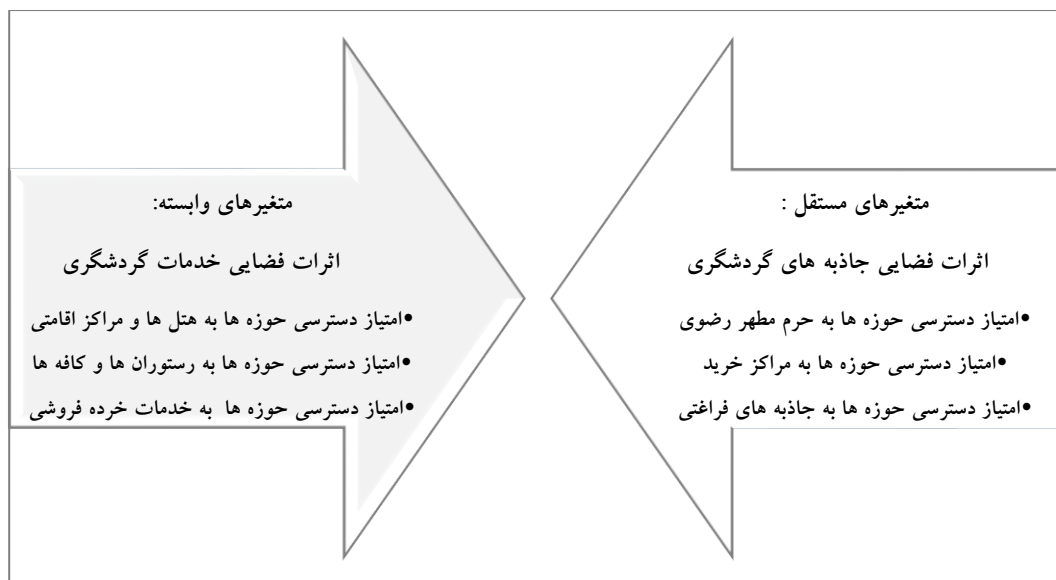 متغیرهای مستقل :
اثرات فضایی جاذبه های گردشگری
•امتیاز دسترسی حوزه ها به حرم مطهر رضوی
•امتیاز دسترسی حوزه ها به مراکز خرید
•امتیاز دسترسی حوزه ها به جاذبه های فراغتی
متغیرهای وابسته:
اثرات فضایی خدمات گردشگری
•امتیاز دسترسی حوزه ها به هتل ها و مراکز اقامتی
•امتیاز دسترسی حوزه ها به رستوران ها و کافه ها
•امتیاز دسترسی حوزه ها به خدمات خرده فروشی